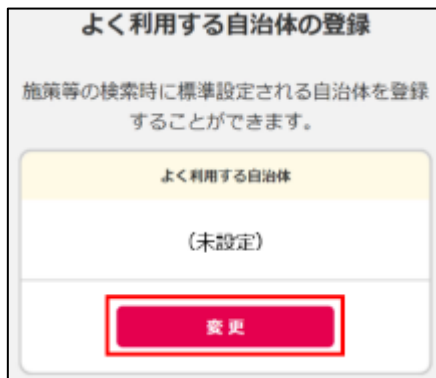 よく利用する自治体の登録
施策等の検索時に標準設定される自治体を登録
することができます。
よく利用する自治体
（未設定）
変更